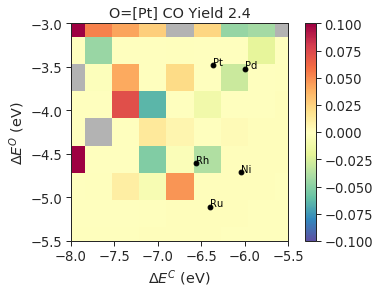 O=[Pt] CO Yield 2.4
−3.0
−3.5
−4.0
−4.5
−5.0
−5.5
ΔE^O (eV)
−8.0 −7.5 −7.0 −6.5 −6.0 −5.5
ΔE^C (eV)
Pt
Pd
Rh
Ni
Ru
0.100
0.075
0.050
0.025
0.000
−0.025
−0.050
−0.075
−0.100